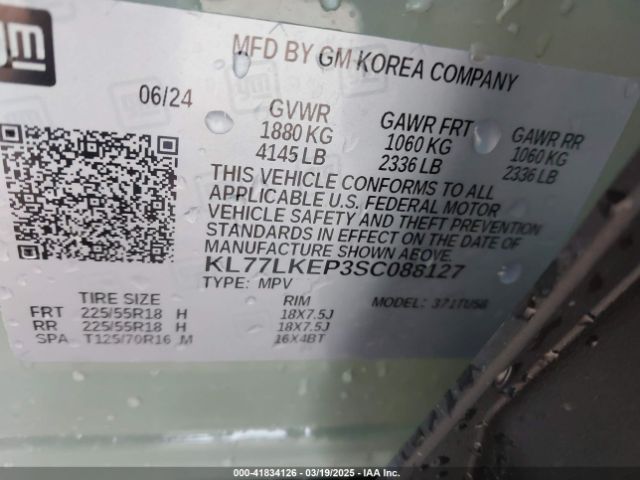 GM
MFD BY GM KOREA COMPANY
06/24
GVWR
1880 KG
4145 LB
GAWR FRT
1060 KG
2336 LB
GAWR RR
1060 KG
2336 LB
THIS VEHICLE CONFORMS TO ALL
APPLICABLE U.S. FEDERAL MOTOR
VEHICLE SAFETY AND THEFT PREVENTION
STANDARDS IN EFFECT ON THE DATE OF
MANUFACTURE SHOWN ABOVE.
KL77LKEP3SC088127
TYPE: MPV
MODEL: 371TU58
TIRE SIZE RIM
FRT 225/55R18 H 18X7.5J
RR 225/55R18 H 18X7.5J
SPA T125/70R16 M 16X4BT
000-41834126 | 03/19/2025 | IAA Inc.